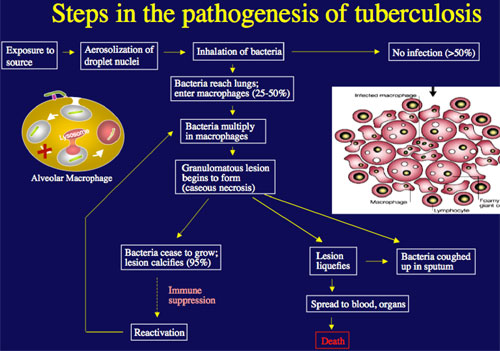 Steps in the pathogenesis of tuberculosis
Exposure to
source
Aerosolization of
droplet nuclei
Inhalation of bacteria
No infection (>50%)
Bacteria reach lungs;
enter macrophages (25-50%)
Lysosome
Alveolar Macrophage
Bacteria multiply
in macrophages
Granulomatous lesion
begins to form
(caseous necrosis)
Infected macrophage
Macrophage
Lymphocyte
Foamy
giant c
Bacteria cease to grow;
lesion calcifies (95%)
Lesion
liquefies
Bacteria coughed
up in sputum
Immune
suppression
Spread to blood, organs
Reactivation
Death